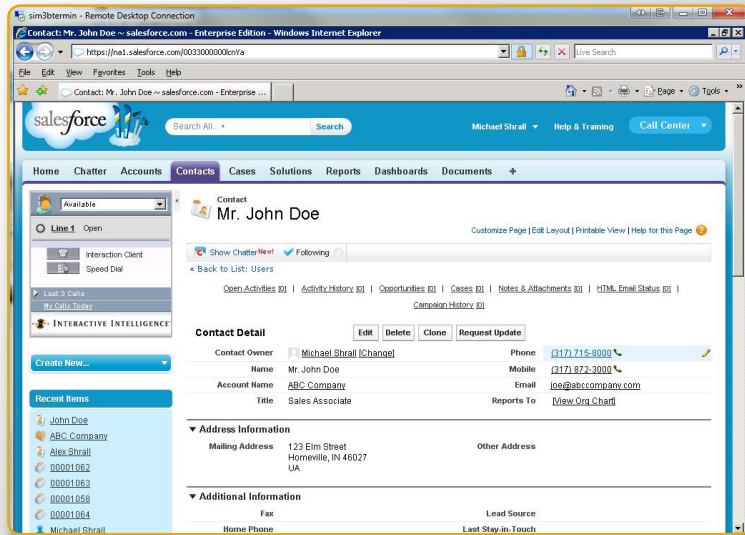 sim3btermin - Remote Desktop Connection
Contact: Mr. John Doe ~ salesforce.com - Enterprise Edition - Windows Internet Explorer
https://na1.salesforce.com/0033000000lcnYa
Live Search
File Edit View Favorites Tools Help
Contact: Mr. John Doe ~ salesforce.com - Enterprise ...
Page Tools »
salesforce
Search All...
Search
Michael Shrall
Help & Training
Call Center
Home Chatter Accounts Contacts Cases Solutions Reports Dashboards Documents +
Available
Line 1 Open
Interaction Client
Speed Dial
Last 3 Calls
My Calls Today
INTERACTIVE INTELLIGENCE
Create New...
Recent Items
John Doe
ABC Company
Alex Shrall
00001062
00001063
00001058
00001064
Michael Shrall
Contact
Mr. John Doe
Customize Page | Edit Layout | Printable View | Help for this Page ?
Show Chatter New! Following
« Back to List: Users
Open Activities [0] | Activity History [0] | Opportunities [0] | Cases [0] | Notes & Attachments [0] | HTML Email Status [0] |
Campaign History [0]
Contact Detail Edit Delete Clone Request Update
Contact Owner Michael Shrall [Change] Phone (317) 715-8000
Name Mr. John Doe Mobile (317) 872-3000
Account Name ABC Company Email joe@abccompany.com
Title Sales Associate Reports To [View Org Chart]
Address Information
Mailing Address 123 Elm Street Other Address
Homeville, IN 46027
UA
Additional Information
Fax Lead Source
Home Phone Last Stay-in-Touch